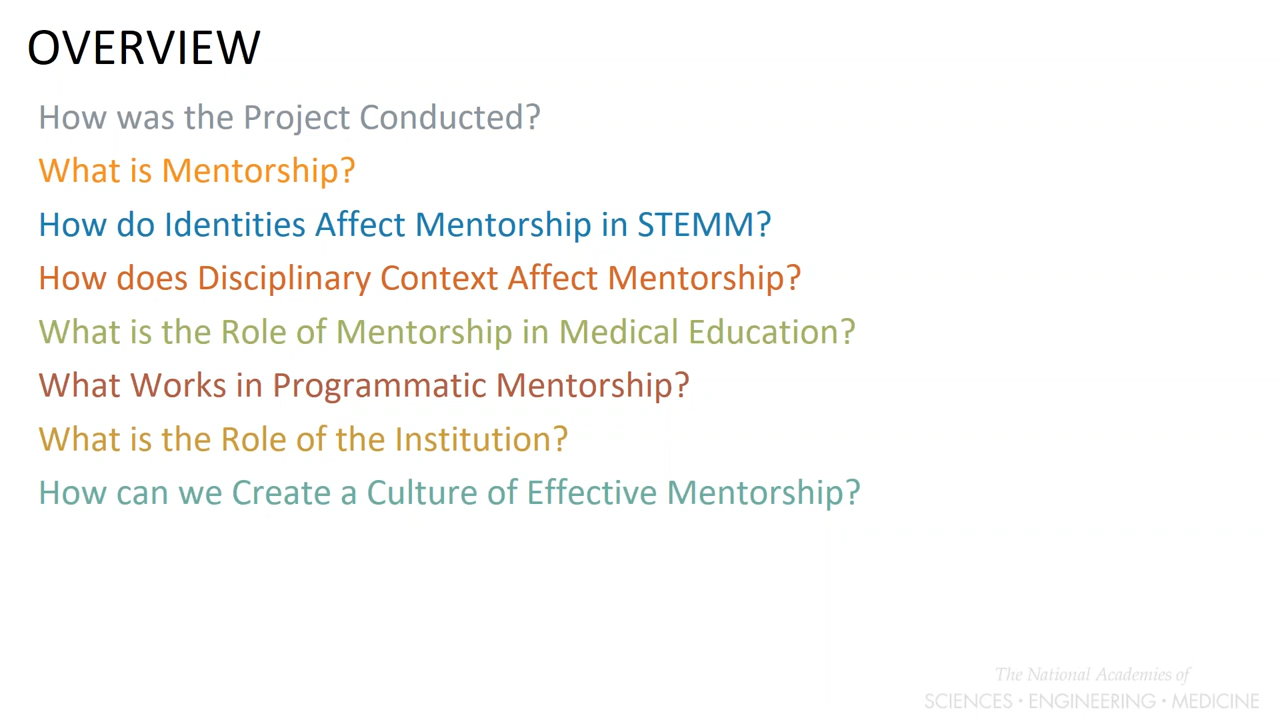 OVERVIEW
How was the Project Conducted?
What is Mentorship?
How do Identities Affect Mentorship in STEMM?
How does Disciplinary Context Affect Mentorship?
What is the Role of Mentorship in Medical Education?
What Works in Programmatic Mentorship?
What is the Role of the Institution?
How can we Create a Culture of Effective Mentorship?
The National Academies of
SCIENCES • ENGINEERING • MEDICINE